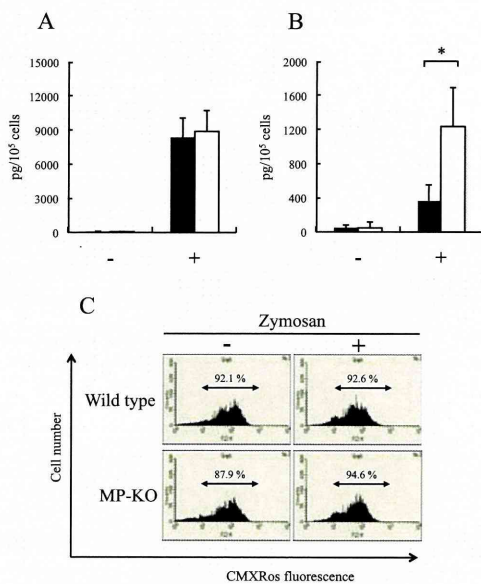 A
B
15000
12000
9000
6000
3000
0
pg/10⁵ cells
-
+
2000
1600
1200
800
400
0
pg/10⁵ cells
*
-
+
C
Zymosan
-
+
Cell number
Wild type
92.1 %
92.6 %
MP-KO
87.9 %
94.6 %
CMXRos fluorescence